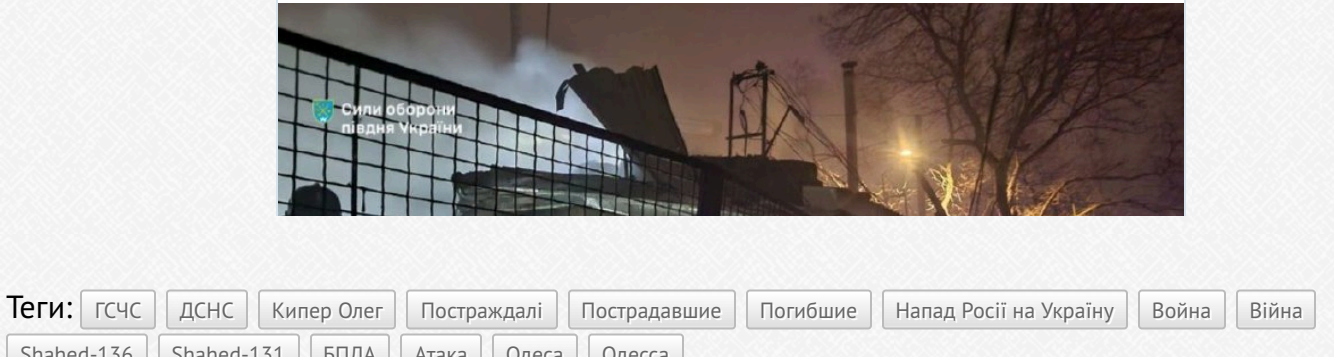 Сили оборони
півдня України
Теги: ГСЧС ДСНС Кипер Олег Постраждалі Пострадавшие Погибшие Напад Росії на Україну Война Війна
Shahed-136 Shahed-131 БПЛА Атака Одеса Одесса